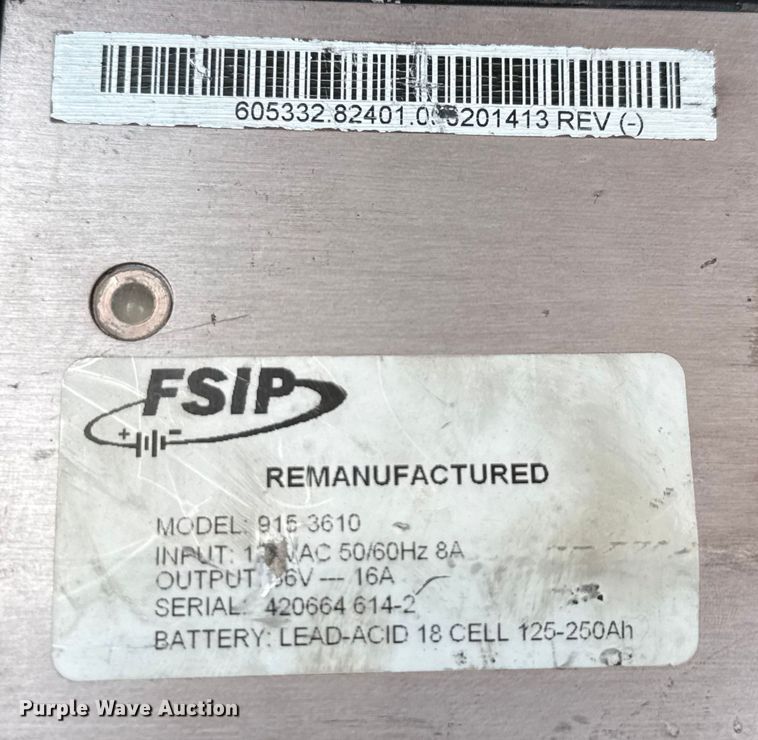 605332.82401.0 201413 REV (-)
FSIP
+ -
REMANUFACTURED
MODEL: 915 3610
INPUT: VAC 50/60Hz 8A
OUTPUT 6V --- 16A
SERIAL: 420664 614-2
BATTERY: LEAD-ACID 18 CELL 125-250Ah
Purple Wave Auction